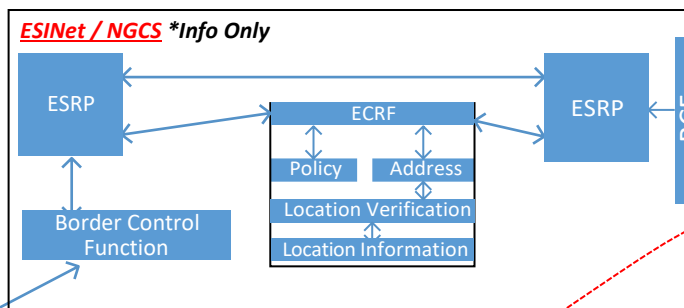 ESINet / NGCS *Info Only
ESRP
ECRF
ESRP
Policy
Address
Location Verification
Border Control
Function
Location Information